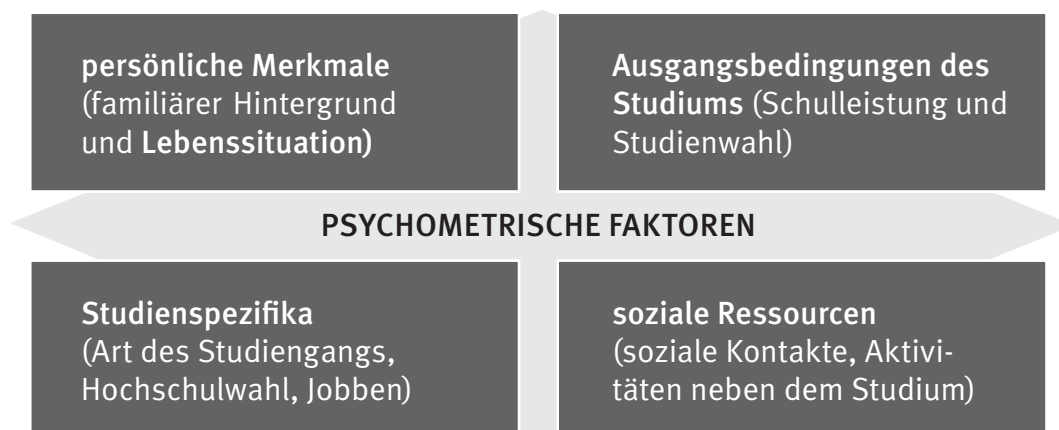 persönliche Merkmale
(familiärer Hintergrund
und Lebenssituation)
Ausgangsbedingungen des
Studiums (Schulleistung und
Studienwahl)
PSYCHOMETRISCHE FAKTOREN
Studienspezifika
(Art des Studiengangs,
Hochschulwahl, Jobben)
soziale Ressourcen
(soziale Kontakte, Aktivi-
täten neben dem Studium)